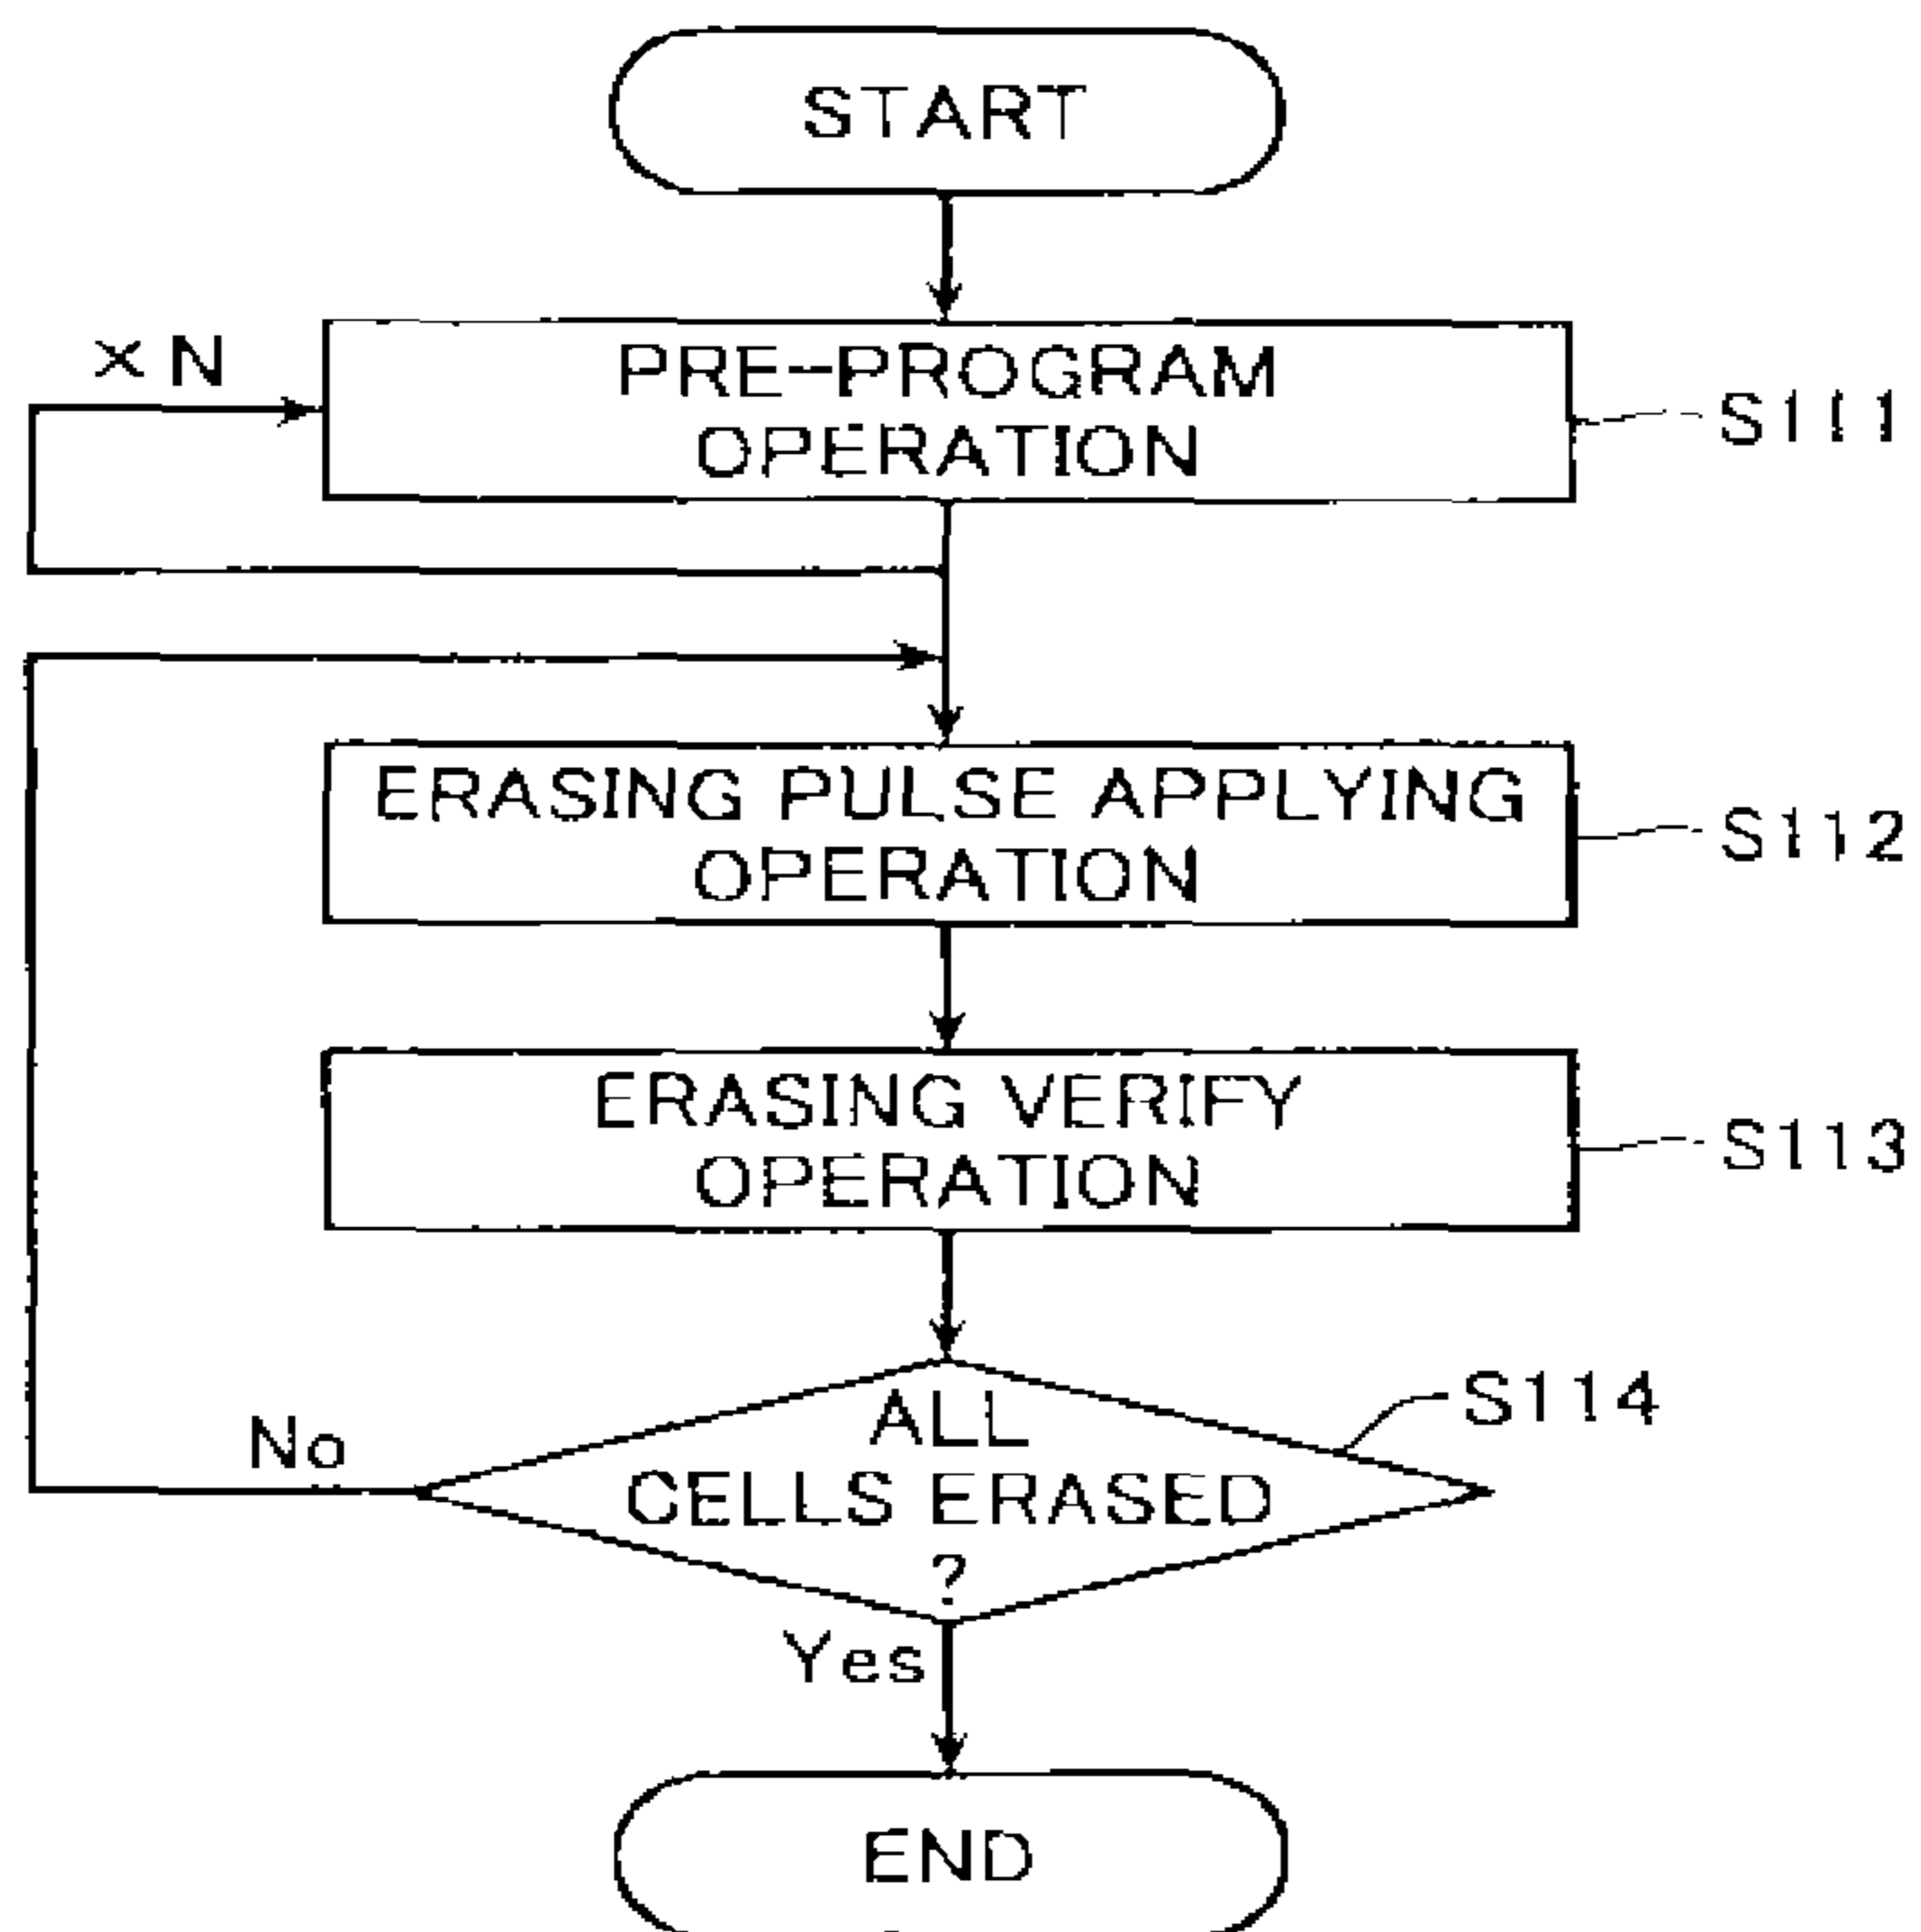 START
× N
PRE-PROGRAM
OPERATION
S111
ERASING PULSE APPLYING
OPERATION
S112
ERASING VERIFY
OPERATION
S113
ALL
CELLS ERASED
?
S114
No
Yes
END